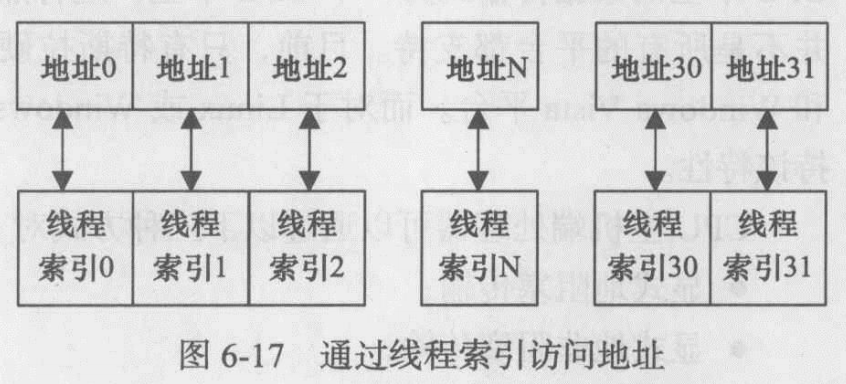 地址0 地址1 地址2 地址N 地址30 地址31
线程 线程 线程 线程 线程 线程
索引0 索引1 索引2 索引N 索引30 索引31
图 6-17 通过线程索引访问地址